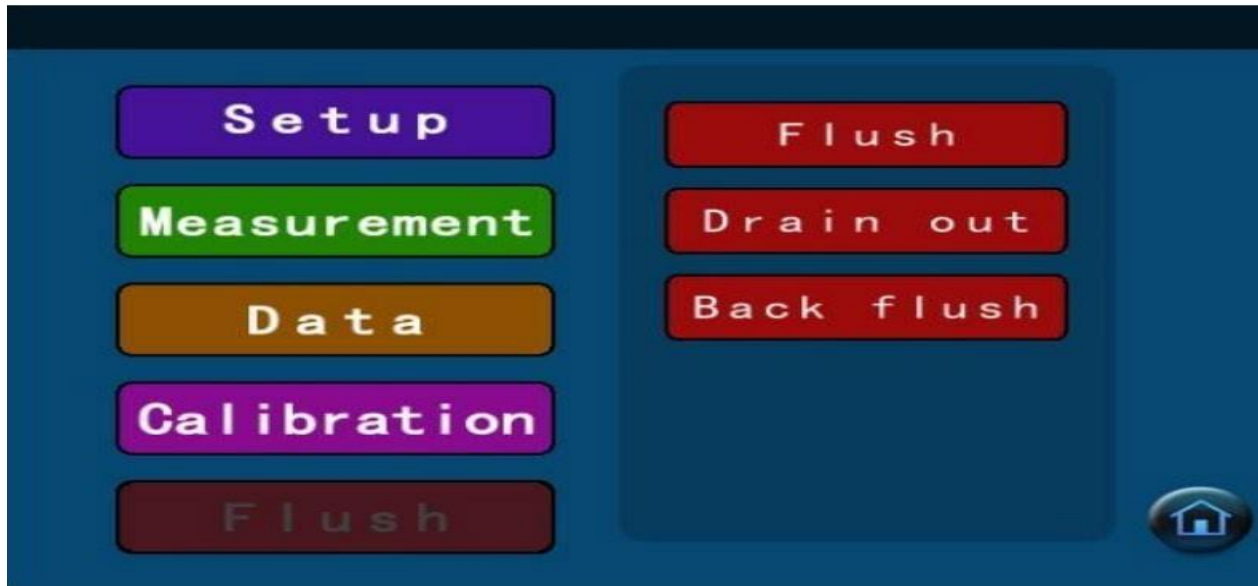 Setup
Measurement
Data
Calibration
Flush
Flush
Drain out
Back flush